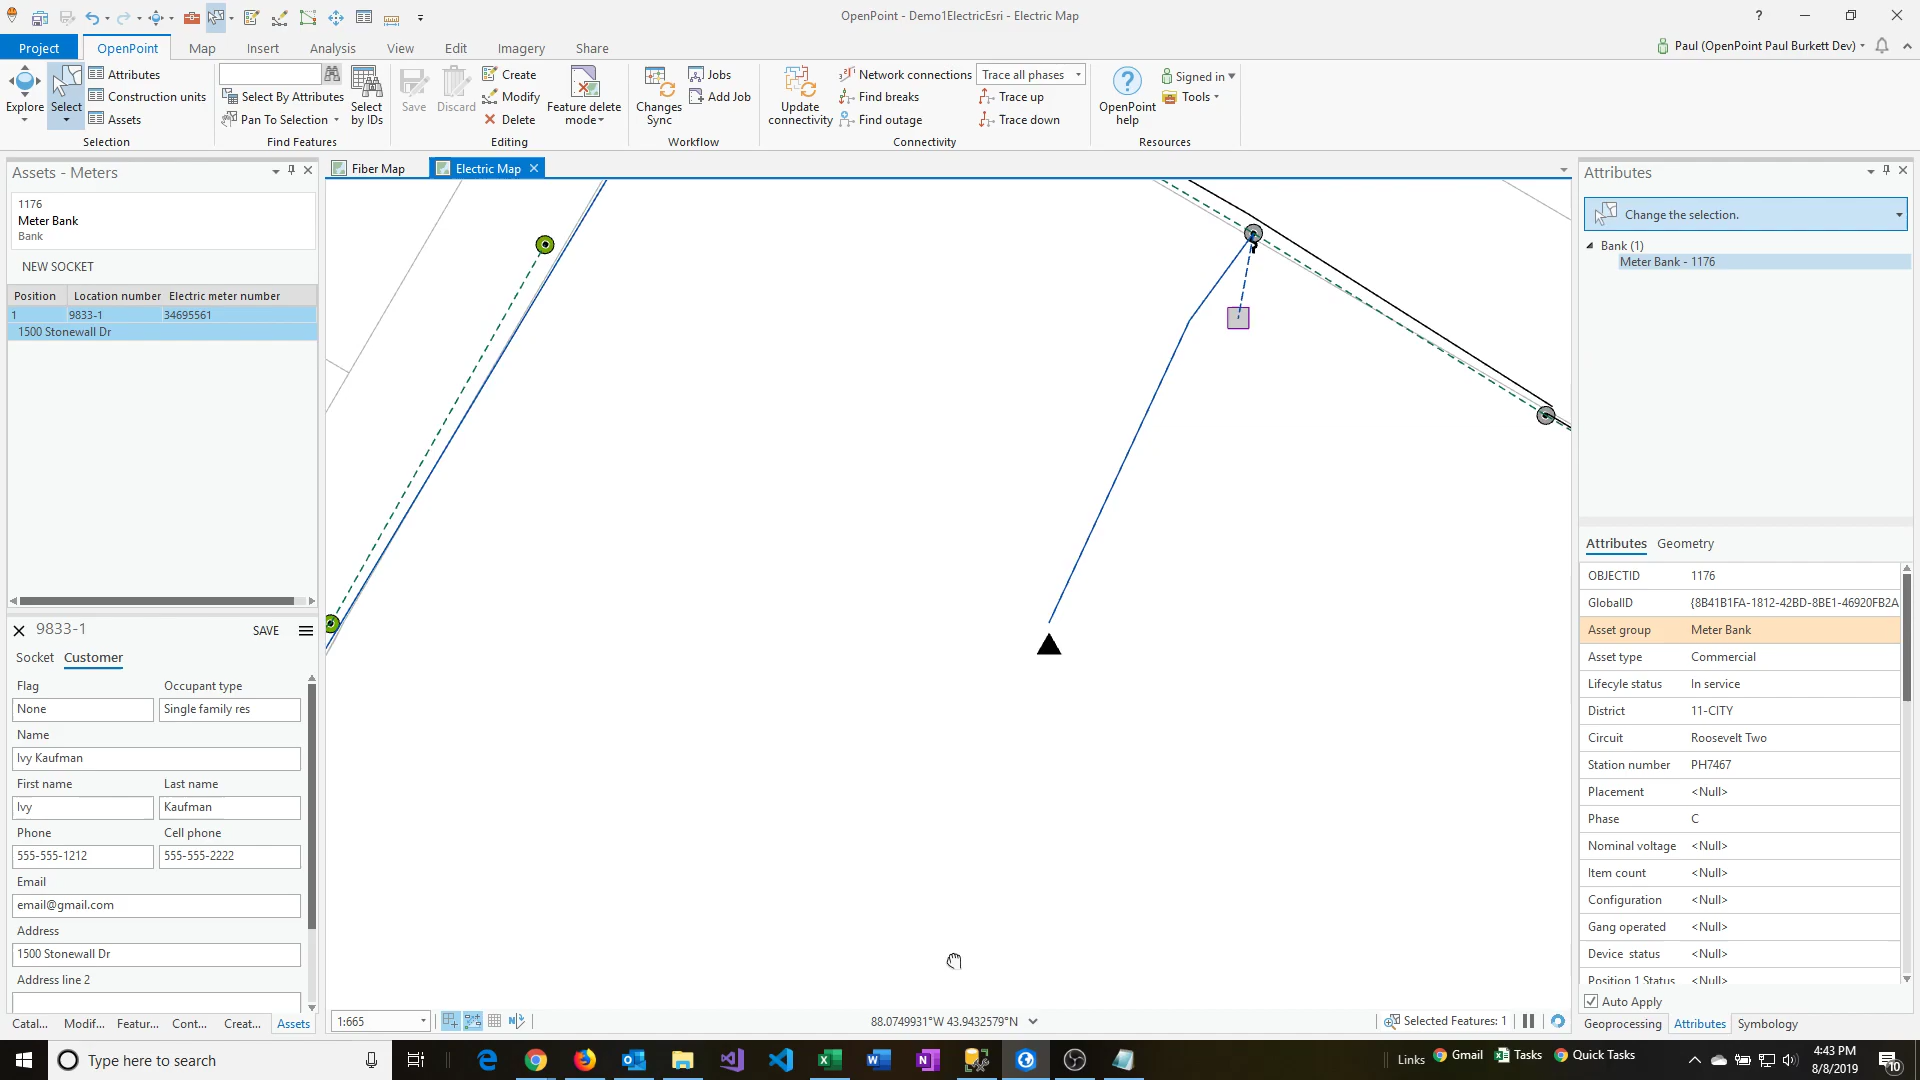 OpenPoint - Demo1ElectricEsri - Electric Map
?
Project
OpenPoint
Map
Insert
Analysis
View
Edit
Imagery
Share
Paul (OpenPoint Paul Burkett Dev)
Explore
Select
Attributes
Construction units
Assets
Selection
Select By Attributes
Pan To Selection
Select by IDs
Find Features
Save
Discard
Create
Modify
Delete
Feature delete mode
Editing
Changes Sync
Jobs
Add Job
Workflow
Update connectivity
Network connections
Find breaks
Find outage
Trace all phases
Trace up
Trace down
Connectivity
OpenPoint help
Signed in
Tools
Resources
Assets - Meters
1176
Meter Bank
Bank
NEW SOCKET
Position Location number Electric meter number
1 9833-1 34695561
1500 Stonewall Dr
9833-1
SAVE
Socket Customer
Flag Occupant type
None Single family res
Name
Ivy Kaufman
First name Last name
Ivy Kaufman
Phone Cell phone
555-555-1212 555-555-2222
Email
email@gmail.com
Address
1500 Stonewall Dr
Address line 2
Catal... Modif... Featur... Cont... Creat... Assets
Fiber Map
Electric Map
1:665
88.0749931°W 43.9432579°N
Selected Features: 1
Attributes
Change the selection.
Bank (1)
Meter Bank - 1176
Attributes Geometry
OBJECTID 1176
GlobalID {8B41B1FA-1812-42BD-8BE1-46920FB2A
Asset group Meter Bank
Asset type Commercial
Lifecyle status In service
District 11-CITY
Circuit Roosevelt Two
Station number PH7467
Placement <Null>
Phase C
Nominal voltage <Null>
Item count <Null>
Configuration <Null>
Gang operated <Null>
Device status <Null>
Position 1 Status <Null>
Auto Apply
Geoprocessing Attributes Symbology
Type here to search
Links
Gmail
Tasks
Quick Tasks
4:43 PM
8/8/2019
10